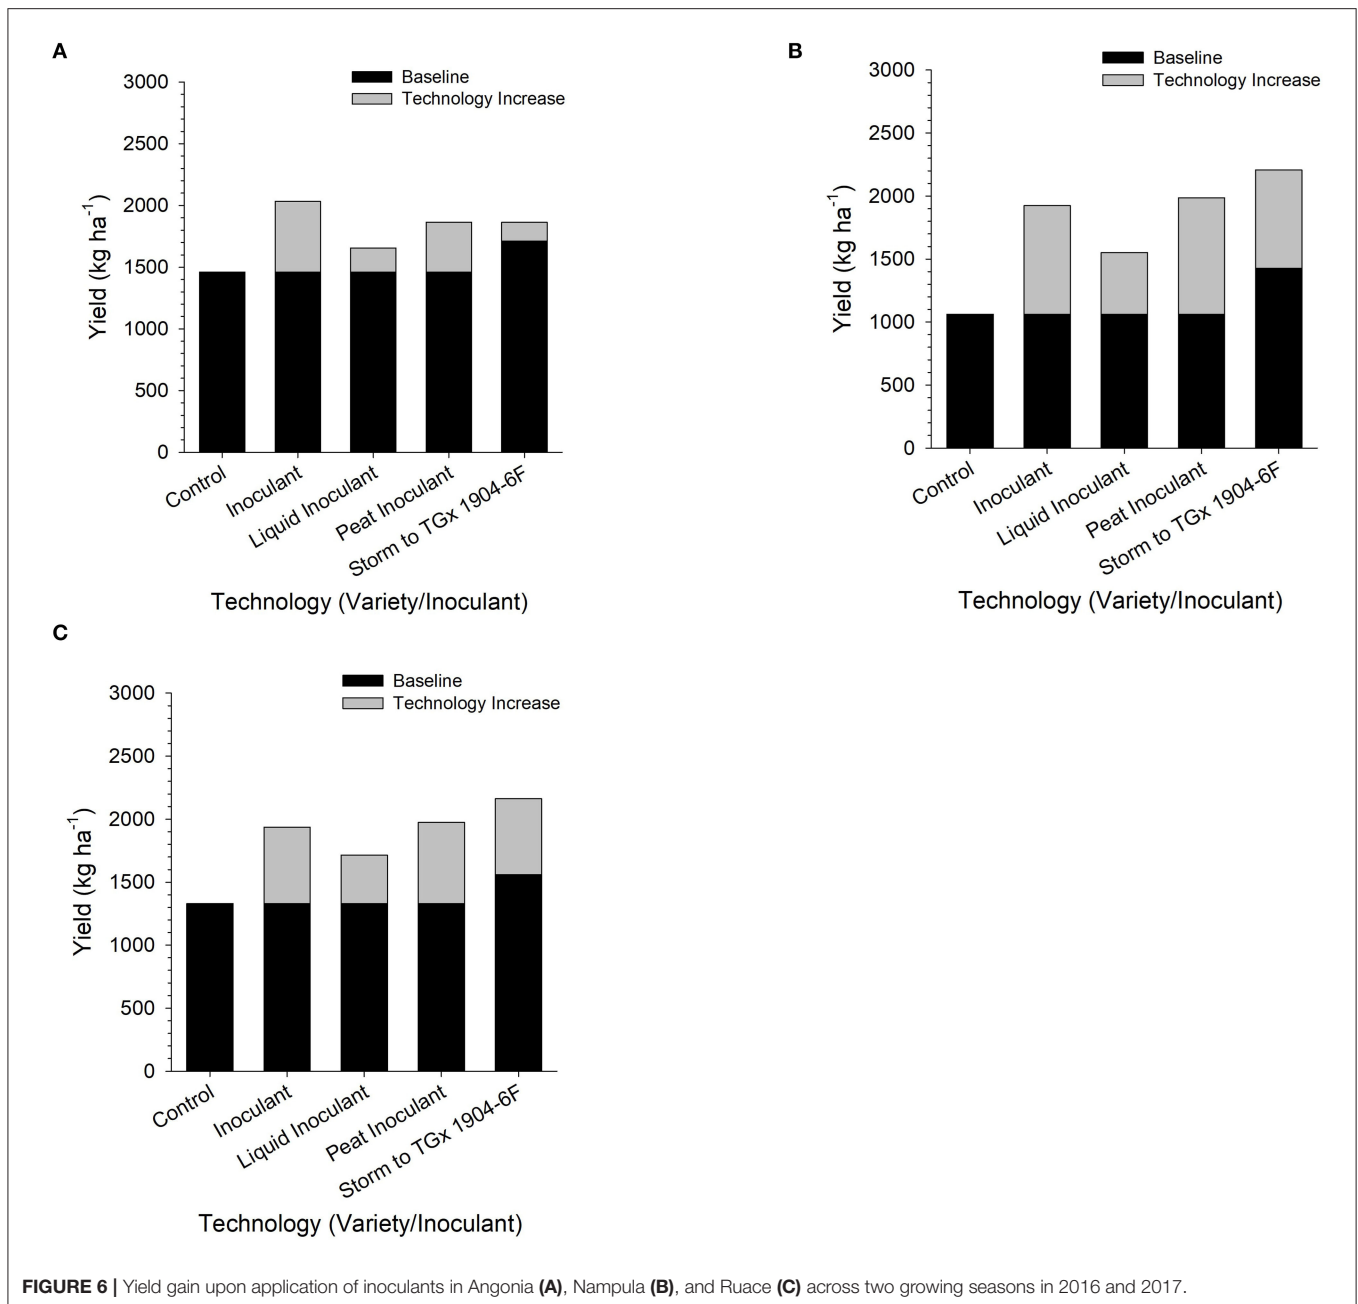 A
Baseline
Technology Increase
3000
2500
2000
1500
1000
500
0
Yield (kg ha-1)
Control
Inoculant
Liquid Inoculant
Peat Inoculant
Storm to TGx 1904-6F
Technology (Variety/Inoculant)
B
Baseline
Technology Increase
3000
2500
2000
1500
1000
500
0
Yield (kg ha-1)
Control
Inoculant
Liquid Inoculant
Peat Inoculant
Storm to TGx 1904-6F
Technology (Variety/Inoculant)
C
Baseline
Technology Increase
3000
2500
2000
1500
1000
500
0
Yield (kg ha-1)
Control
Inoculant
Liquid Inoculant
Peat Inoculant
Storm to TGx 1904-6F
Technology (Variety/Inoculant)
FIGURE 6 | Yield gain upon application of inoculants in Angonia (A), Nampula (B), and Ruace (C) across two growing seasons in 2016 and 2017.